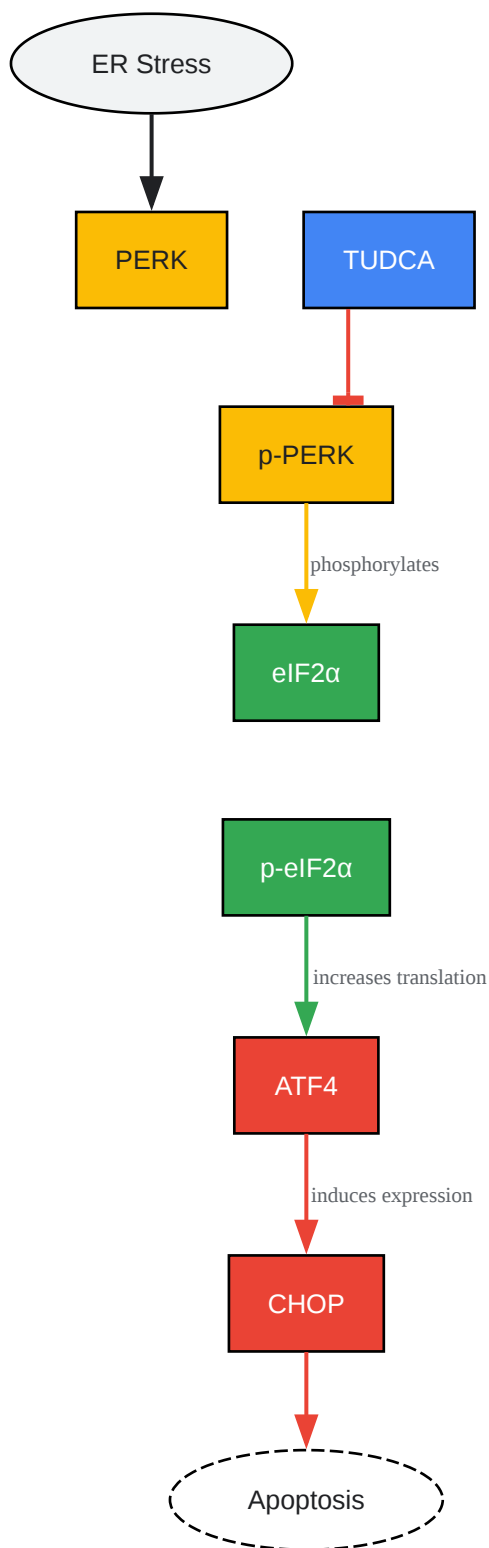 ER Stress
PERK
TUDCA
p-PERK
phosphorylates
eIF2α
p-eIF2α
increases translation
ATF4
induces expression
CHOP
Apoptosis